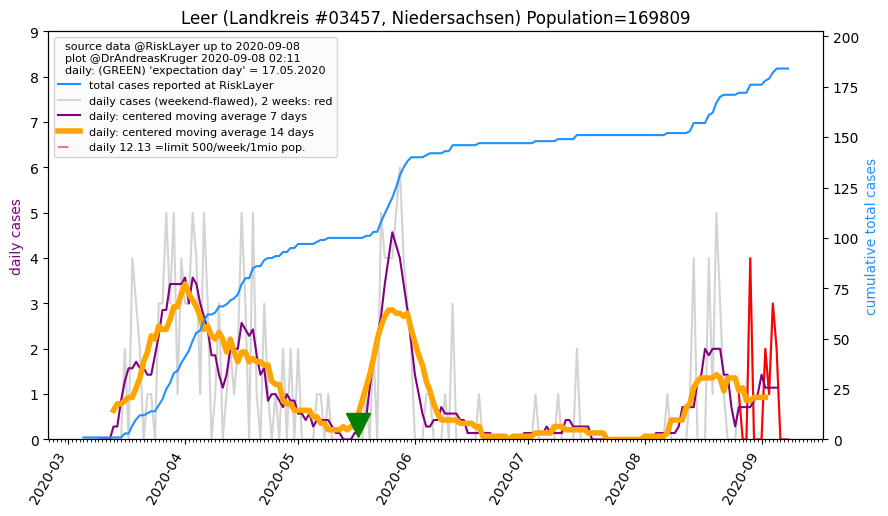 Leer (Landkreis #03457, Niedersachsen) Population=169809
source data @RiskLayer up to 2020-09-08
plot @DrAndreasKruger 2020-09-08 02:11
daily: (GREEN) 'expectation day' = 17.05.2020
total cases reported at RiskLayer
daily cases (weekend-flawed), 2 weeks: red
daily: centered moving average 7 days
daily: centered moving average 14 days
daily 12.13 =limit 500/week/1mio pop.
daily cases
9
8
7
6
5
4
3
2
1
0
cumulative total cases
200
175
150
125
100
75
50
25
0
2020-03
2020-04
2020-05
2020-06
2020-07
2020-08
2020-09